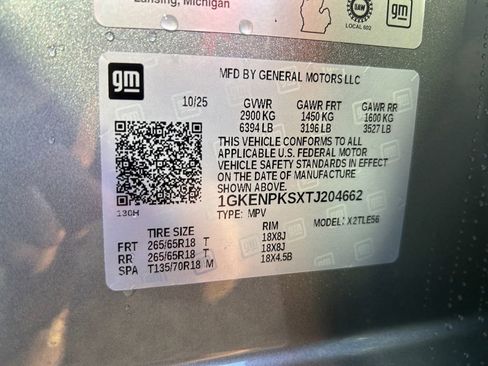 Lansing, Michigan
UAW
LOCAL 602
gm
gm
MFD BY GENERAL MOTORS LLC
10/25 GVWR GAWR FRT GAWR RR
2900 KG 1450 KG 1600 KG
6394 LB 3196 LB 3527 LB
THIS VEHICLE CONFORMS TO ALL
APPLICABLE U.S. FEDERAL MOTOR
VEHICLE SAFETY STANDARDS IN EFFECT
ON THE DATE OF MANUFACTURE
SHOWN ABOVE.
1GKENPKSXTJ204662
130H TYPE: MPV MODEL: X2TLE56
TIRE SIZE RIM
FRT 265/65R18 T 18X8J
RR 265/65R18 T 18X8J
SPA T135/70R18 M 18X4.5B